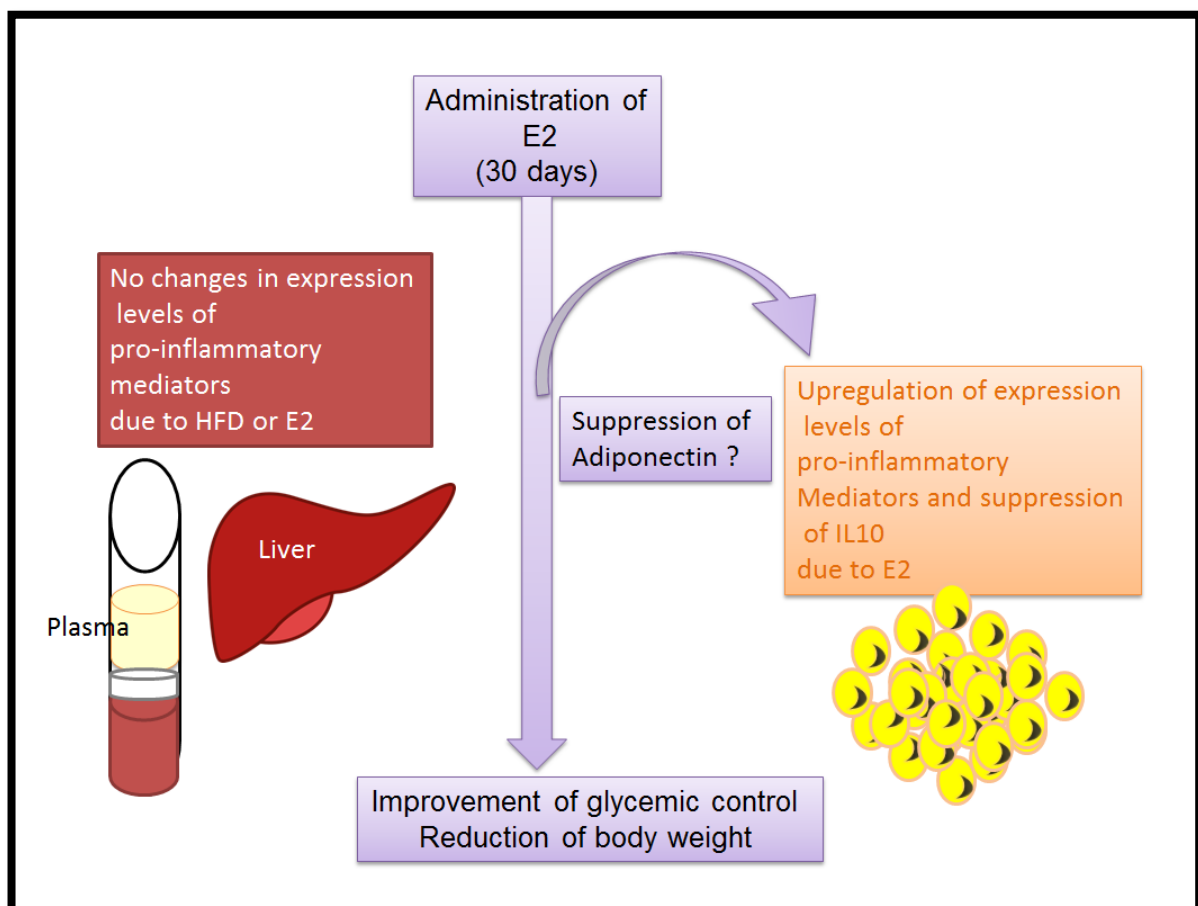 Administration of
E2
(30 days)
No changes in expression
levels of
pro-inflammatory
mediators
due to HFD or E2
Suppression of
Adiponectin ?
Upregulation of expression
levels of
pro-inflammatory
Mediators and suppression
of IL10
due to E2
Liver
Plasma
Improvement of glycemic control
Reduction of body weight